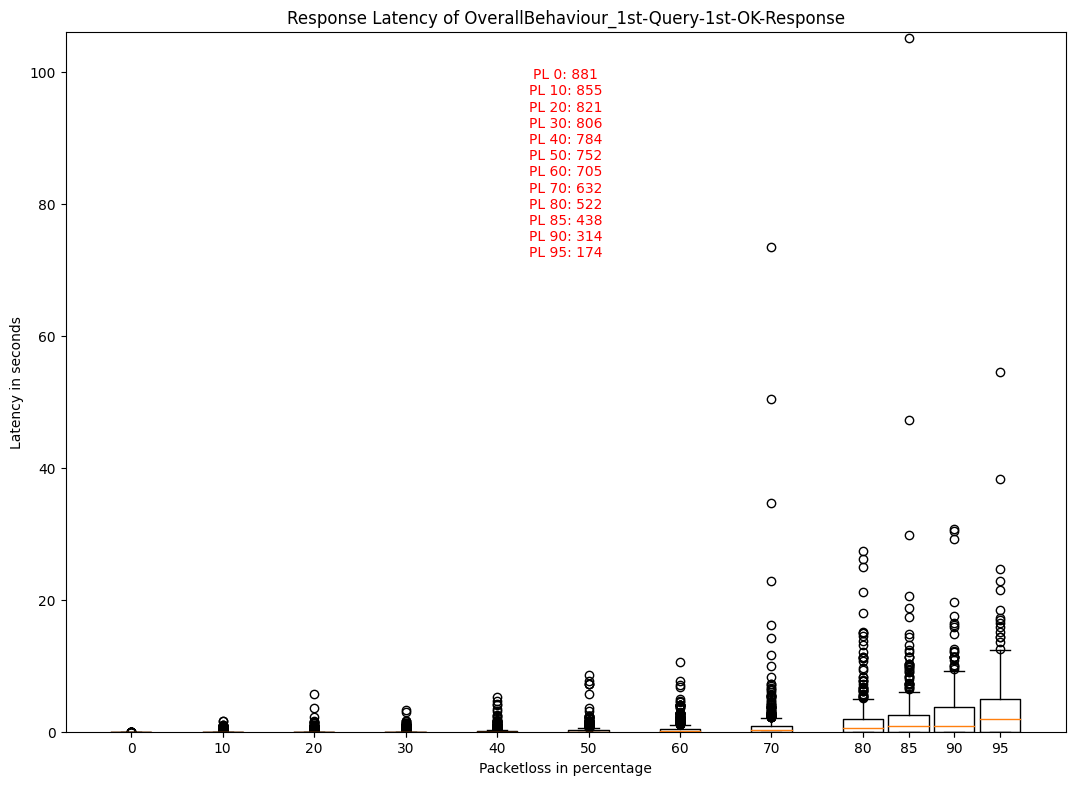 Response Latency of OverallBehaviour_1st-Query-1st-OK-Response
PL 0: 881
PL 10: 855
PL 20: 821
PL 30: 806
PL 40: 784
PL 50: 752
PL 60: 705
PL 70: 632
PL 80: 522
PL 85: 438
PL 90: 314
PL 95: 174
Latency in seconds
100
80
60
40
20
0
0 10 20 30 40 50 60 70 80 85 90 95
Packetloss in percentage